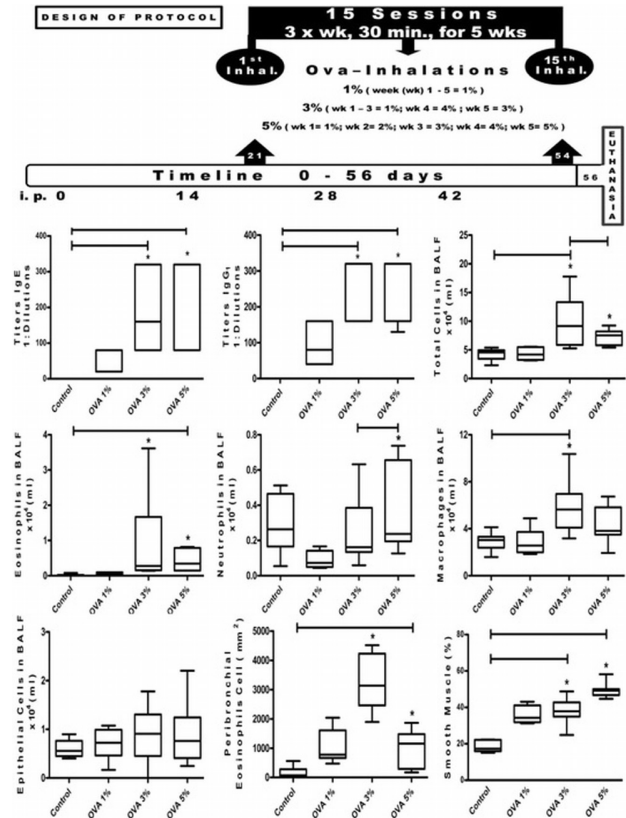 DESIGN OF PROTOCOL
15 Sessions
3 x wk, 30 min., for 5 wks
1st
Inhal.
15th
Inhal.
Ova–Inhalations
1% (week (wk) 1 - 5 = 1%)
3% (wk 1 – 3 = 1%; wk 4 = 4% ; wk 5 = 3%)
5% (wk 1= 1%; wk 2= 2%; wk 3 = 3%; wk 4= 4%; wk 5= 5%)
21
54
Timeline 0 - 56 days
56
EUTHANASIA
i.p. 0 14 28 42
Titers IgE
1:Dilutions
400
300
200
100
0
*
*
Control
OVA 1%
OVA 3%
OVA 5%
Titers IgG1
1:Dilutions
400
300
200
100
0
*
*
Control
OVA 1%
OVA 3%
OVA 5%
Total Cells in BALF
x10⁴(ml)
25
20
15
10
5
0
*
*
Control
OVA 1%
OVA 3%
OVA 5%
Eosinophils in BALF
x10⁴(ml)
4
3
2
1
0
*
*
Control
OVA 1%
OVA 3%
OVA 5%
Neutrophils in BALF
x10⁴(ml)
0.8
0.6
0.4
0.2
0.0
*
Control
OVA 1%
OVA 3%
OVA 5%
Macrophages in BALF
x10⁴(ml)
12
8
4
0
*
Control
OVA 1%
OVA 3%
OVA 5%
Epithelial Cells in BALF
x10⁴(ml)
3
2
1
0
Control
OVA 1%
OVA 3%
OVA 5%
Peribronchial
Eosinophils Cell (mm²)
5000
4000
3000
2000
1000
0
*
*
Control
OVA 1%
OVA 3%
OVA 5%
Smooth Muscle(%)
80
60
40
20
0
*
*
Control
OVA 1%
OVA 3%
OVA 5%